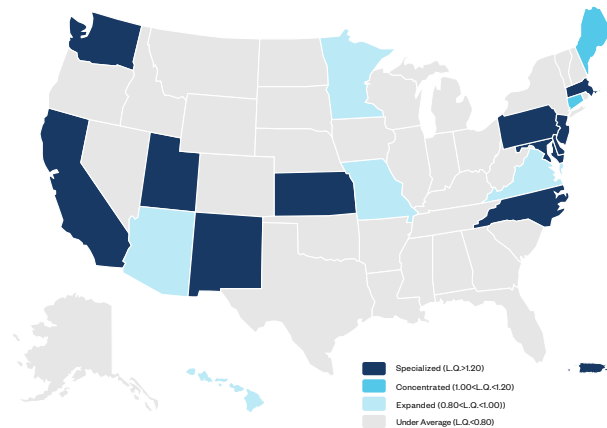 Specialized (L.Q.>1.20)
Concentrated (1.00<L.Q.<1.20)
Expanded (0.80<L.Q.<1.00))
Under Average (L.Q.<0.80)